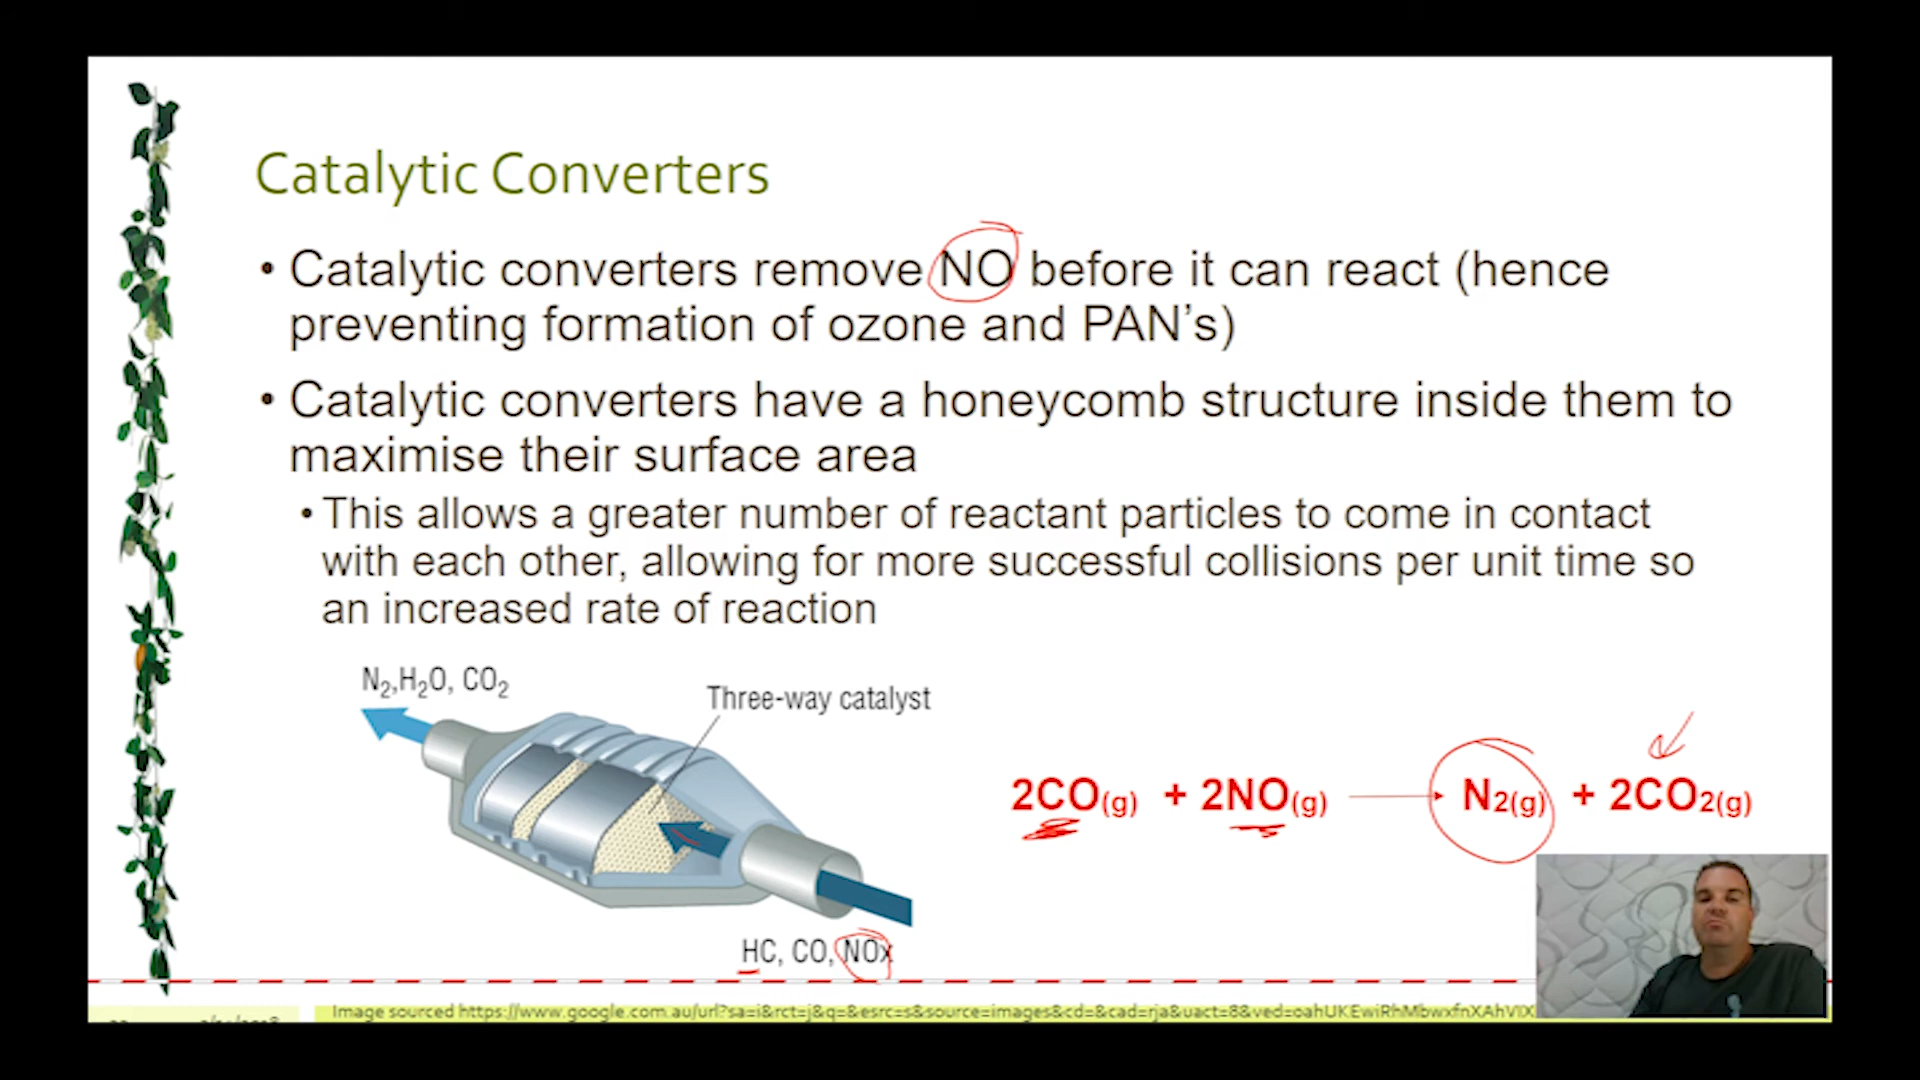 Catalytic Converters
• Catalytic converters remove NO before it can react (hence
preventing formation of ozone and PAN's)
• Catalytic converters have a honeycomb structure inside them to
maximise their surface area
• This allows a greater number of reactant particles to come in contact
with each other, allowing for more successful collisions per unit time so
an increased rate of reaction
N₂,H₂O, CO₂
Three-way catalyst
2CO(g) + 2NO(g) → N2(g) + 2CO2(g)
HC, CO, NOx
Image sourced https://www.google.com.au/url?sa=i&rct=j&q=&esrc=s&source=images&cd=&cad=rja&uact=8&ved=0ahUKEwiRhMbwxfnXAhVIX